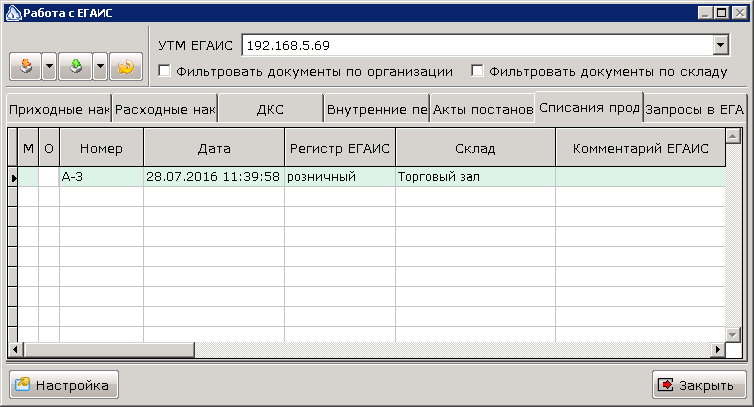 Работа с ЕГАИС
УТМ ЕГАИС 192.168.5.69
Фильтровать документы по организации Фильтровать документы по складу
Приходные нак Расходные нак ДКС Внутренние пе Акты постанов Списания прод Запросы в ЕГА
М О Номер Дата Регистр ЕГАИС Склад Комментарий ЕГАИС
А-3 28.07.2016 11:39:58 розничный Торговый зал
Настройка Закрыть